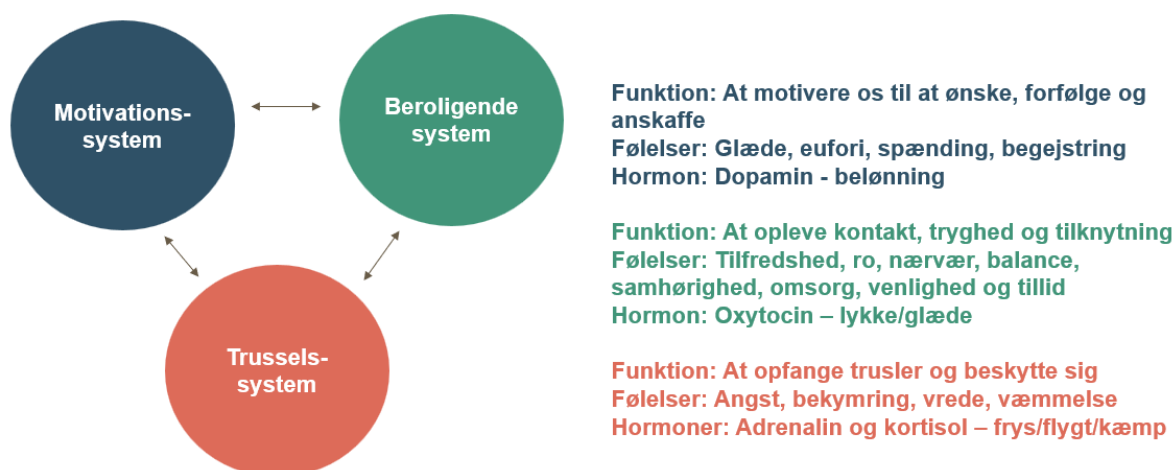 Motivations-
system
Beroligende
system
Trussels-
system
Funktion: At motivere os til at ønske, forfølge og
anskaffe
Følelser: Glæde, eufori, spænding, begejstring
Hormon: Dopamin - belønning
Funktion: At opleve kontakt, tryghed og tilknytning
Følelser: Tilfredshed, ro, nærvær, balance,
samhørighed, omsorg, venlighed og tillid
Hormon: Oxytocin – lykke/glæde
Funktion: At opfange trusler og beskytte sig
Følelser: Angst, bekymring, vrede, væmmelse
Hormoner: Adrenalin og kortisol – frys/flygt/kæmp